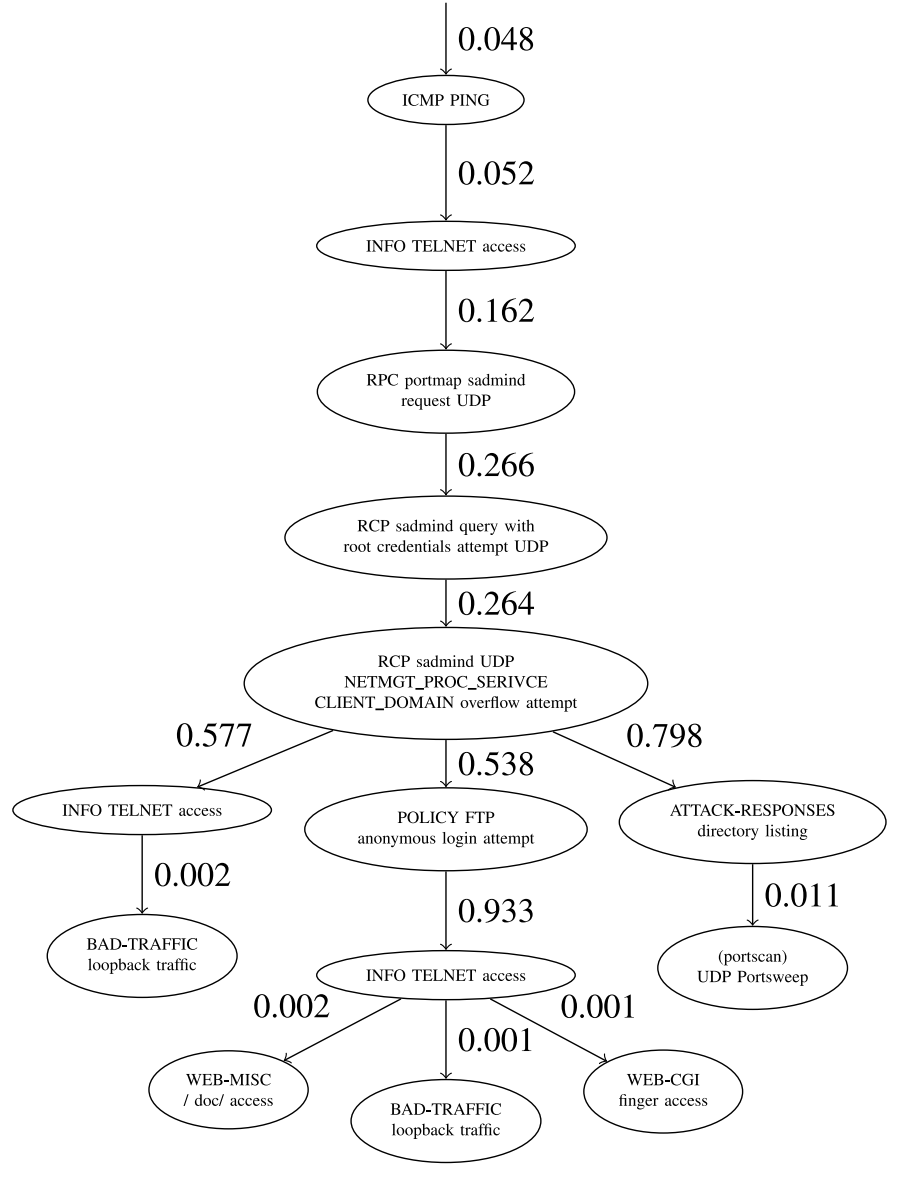 0.048
ICMP PING
0.052
INFO TELNET access
0.162
RPC portmap sadmind
request UDP
0.266
RCP sadmind query with
root credentials attempt UDP
0.264
RCP sadmind UDP
NETMGT_PROC_SERIVCE
CLIENT_DOMAIN overflow attempt
0.577
0.538
0.798
INFO TELNET access
POLICY FTP
anonymous login attempt
ATTACK-RESPONSES
directory listing
0.002
0.933
0.011
BAD-TRAFFIC
loopback traffic
INFO TELNET access
(portscan)
UDP Portsweep
0.002
0.001
0.001
WEB-MISC
/ doc/ access
BAD-TRAFFIC
loopback traffic
WEB-CGI
finger access